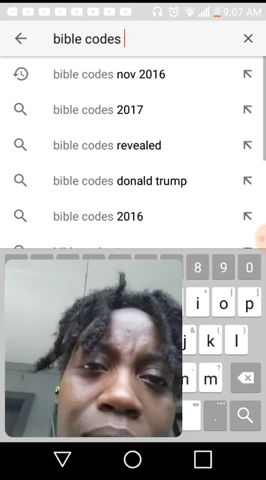 9:07 AM
bible codes
bible codes nov 2016
bible codes 2017
bible codes revealed
bible codes donald trump
bible codes 2016
8 9 0
i o p
j k l
n m